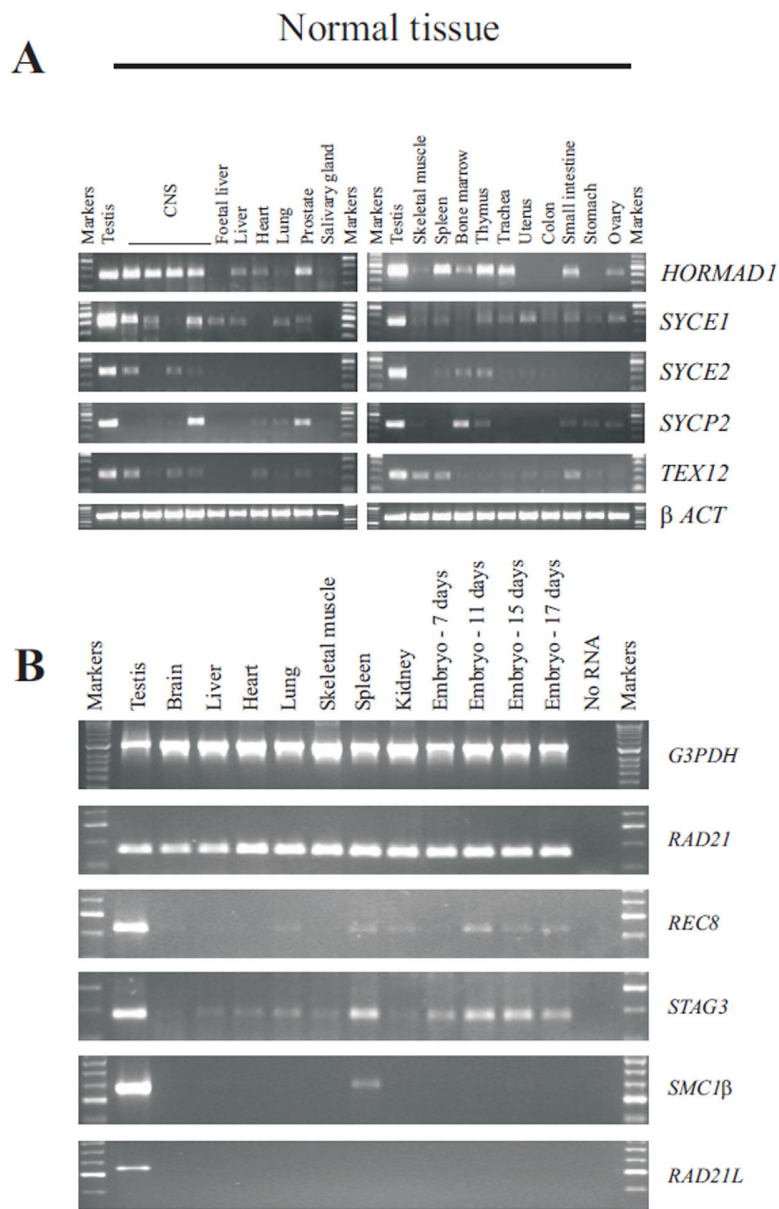 Normal tissue
A
Markers
Testis
CNS
Foetal liver
Liver
Heart
Lung
Prostate
Salivary gland
Markers
Markers
Testis
Skeletal muscle
Spleen
Bone marrow
Thymus
Trachea
Uterus
Colon
Small intestine
Stomach
Ovary
Markers
HORMAD1
SYCE1
SYCE2
SYCP2
TEX12
β ACT
B
Markers
Testis
Brain
Liver
Heart
Lung
Skeletal muscle
Spleen
Kidney
Embryo - 7 days
Embryo - 11 days
Embryo - 15 days
Embryo - 17 days
No RNA
Markers
G3PDH
RAD21
REC8
STAG3
SMC1β
RAD21L